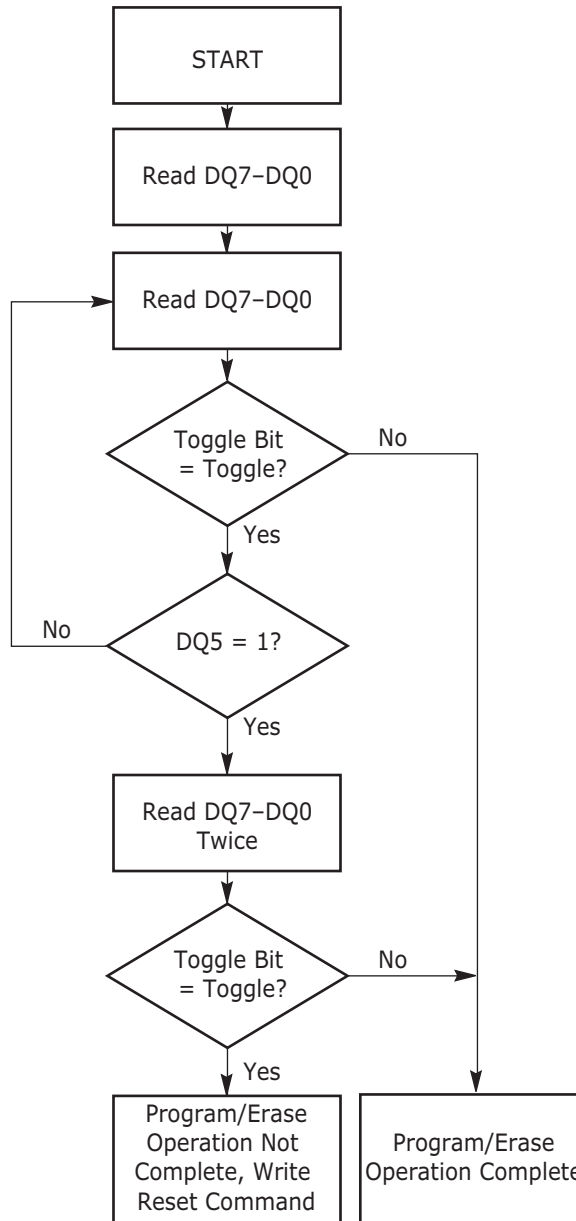 START
Read DQ7–DQ0
Read DQ7–DQ0
Toggle Bit
= Toggle?
No
Yes
No
DQ5 = 1?
Yes
Read DQ7–DQ0
Twice
Toggle Bit
= Toggle?
No
Yes
Program/Erase
Operation Not
Complete, Write
Reset Command
Program/Erase
Operation Complete